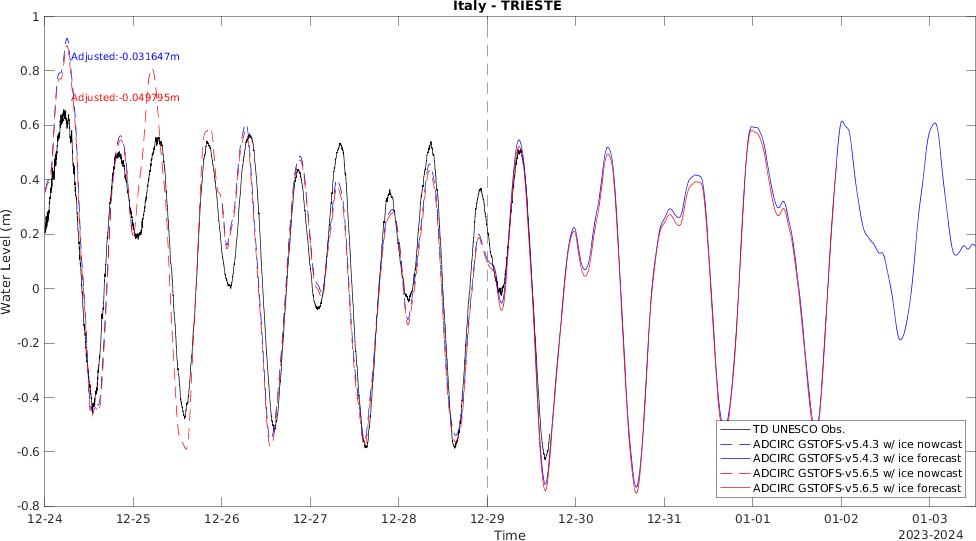 Italy - TRIESTE
1
0.8
0.6
0.4
0.2
0
-0.2
-0.4
-0.6
-0.8
Water Level (m)
Adjusted:-0.031647m
Adjusted:-0.049795m
TD UNESCO Obs.
ADCIRC GSTOFS-v5.4.3 w/ ice nowcast
ADCIRC GSTOFS-v5.4.3 w/ ice forecast
ADCIRC GSTOFS-v5.6.5 w/ ice nowcast
ADCIRC GSTOFS-v5.6.5 w/ ice forecast
12-24 12-25 12-26 12-27 12-28 12-29 12-30 12-31 01-01 01-02 01-03
Time
2023-2024